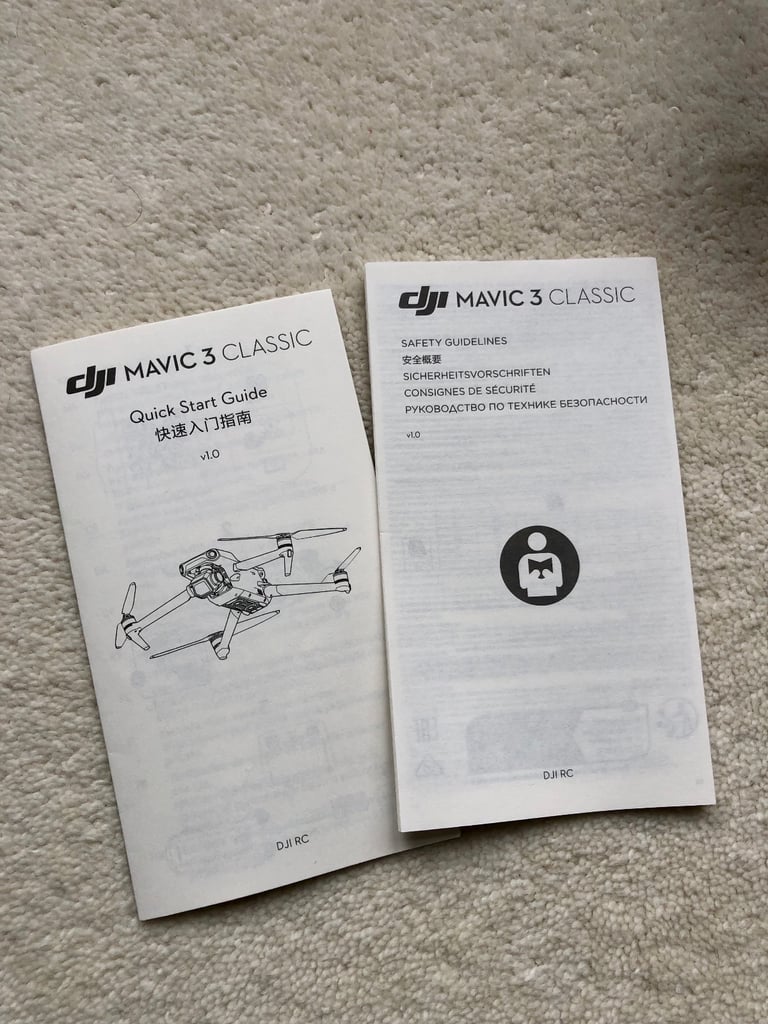 dji MAVIC 3 CLASSIC
Quick Start Guide
快速入门指南
v1.0
DJI RC
dji MAVIC 3 CLASSIC
SAFETY GUIDELINES
安全概要
SICHERHEITSVORSCHRIFTEN
CONSIGNES DE SÉCURITÉ
РУКОВОДСТВО ПО ТЕХНИКЕ БЕЗОПАСНОСТИ
v1.0
DJI RC